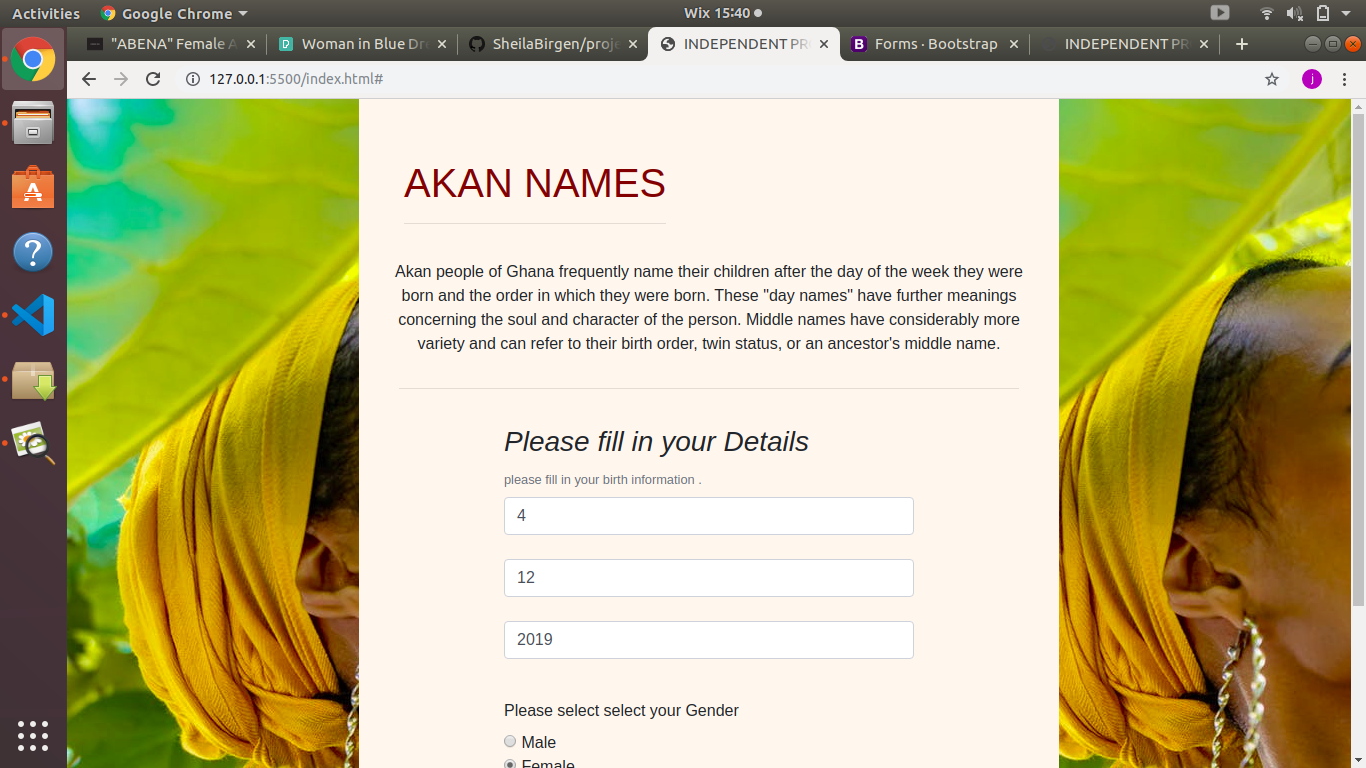 Activities Google Chrome Wix 15:40
"ABENA" Female A Woman in Blue Dre SheilaBirgen/proje INDEPENDENT PR Forms · Bootstrap INDEPENDENT PR
127.0.0.1:5500/index.html# j
AKAN NAMES
Akan people of Ghana frequently name their children after the day of the week they were
born and the order in which they were born. These "day names" have further meanings
concerning the soul and character of the person. Middle names have considerably more
variety and can refer to their birth order, twin status, or an ancestor's middle name.
Please fill in your Details
please fill in your birth information .
4
12
2019
Please select select your Gender
Male
Female